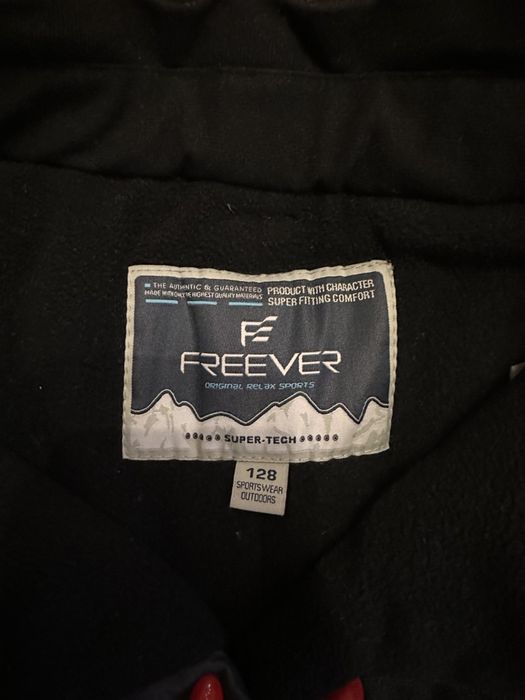 THE AUTHNTIC & GUARANTEED
MADE WITH ONLY THE HIGHEST QUALITY MATERIALS
PRODUCT WITH CHARACTER
SUPER FITTING COMFORT
FREEVER
ORIGINAL RELAX SPORTS
SUPER-TECH
128
SPORTSWEAR
OUTDOORS